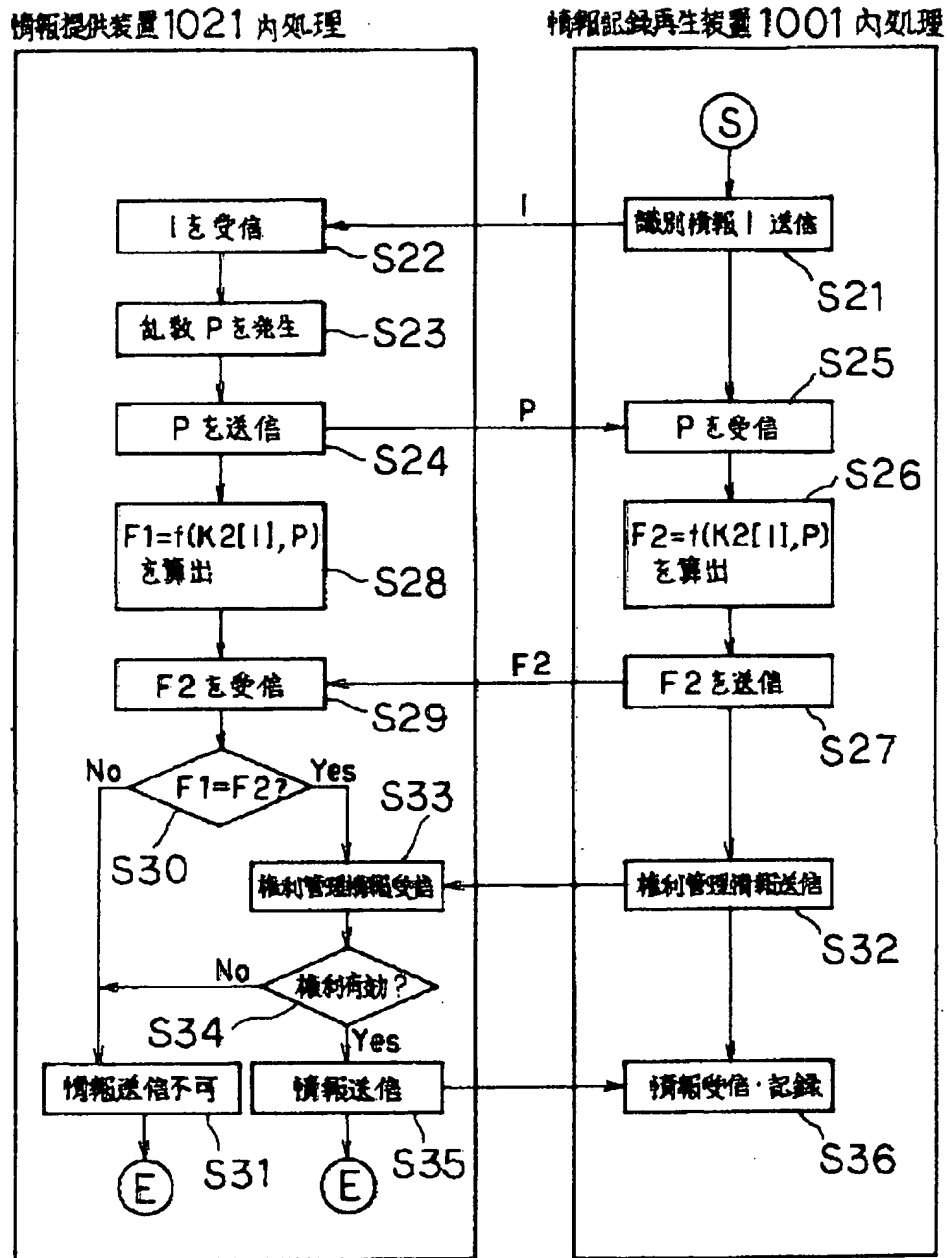 情報提供装置1021内処理
情報記録再生装置1001内処理
S
I
Iを受信
識別情報I送信
S22
S21
乱数Pを発生
S23
S25
P
Pを送信
Pを受信
S24
S26
F1=f(K2[I],P)
を算出
F2=f(K2[I],P)
を算出
S28
F2
F2を受信
F2を送信
S29
S27
No
F1=F2?
Yes
S33
S30
権利管理情報受信
権利管理情報送信
S32
No
権利有効?
S34
Yes
情報送信不可
情報送信
情報受信・記録
S31
S35
S36
E
E